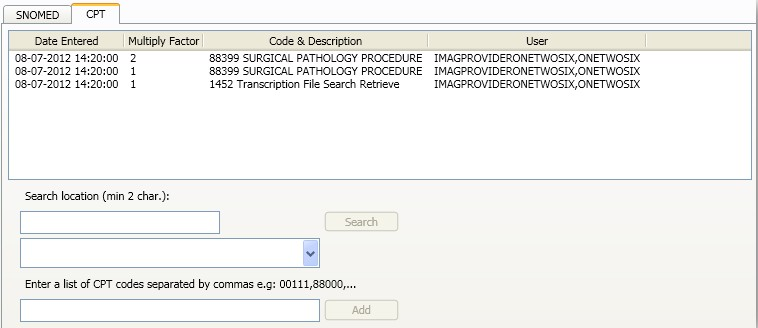 SNOMED CPT
Date Entered Multiply Factor Code & Description User
08-07-2012 14:20:00 2 88399 SURGICAL PATHOLOGY PROCEDURE IMAGPROVIDERONETWOSIX,ONETWOSIX
08-07-2012 14:20:00 1 88399 SURGICAL PATHOLOGY PROCEDURE IMAGPROVIDERONETWOSIX,ONETWOSIX
08-07-2012 14:20:00 1 1452 Transcription File Search Retrieve IMAGPROVIDERONETWOSIX,ONETWOSIX
Search location (min 2 char.):
Search
Enter a list of CPT codes separated by commas e.g: 00111,88000,...
Add